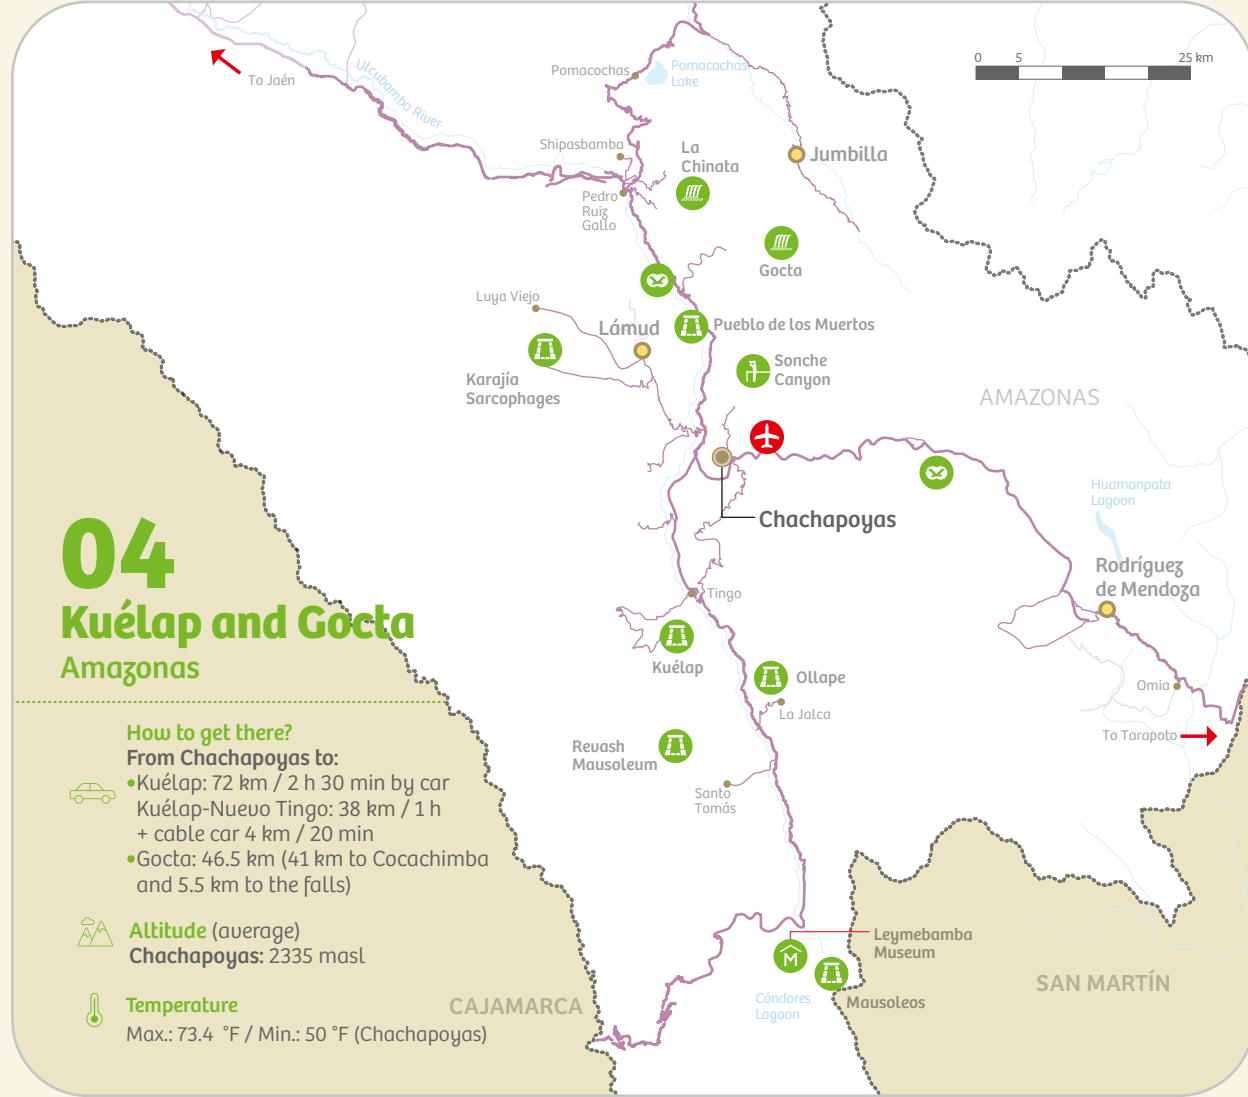 0 5 25 km
To Jaén
Utcubamba River
Pomacochas
Pomacochas
Lake
Shipasbamba
La
Chinata
Jumbilla
Pedro
Ruiz
Gallo
Gocta
Luya Viejo
Lámud
Pueblo de los Muertos
Sonche
Canyon
Karajía
Sarcophages
AMAZONAS
Huamanpata
Lagoon
Chachapoyas
Rodríguez
de Mendoza
Tingo
Kuélap
Ollape
La Jalca
Omia
To Tarapoto
Revash
Mausoleum
Santo
Tomás
Leymebamba
Museum
M
Mausoleos
Cóndores
Lagoon
SAN MARTÍN
CAJAMARCA
04
Kuélap and Gocta
Amazonas
How to get there?
From Chachapoyas to:
•Kuélap: 72 km / 2 h 30 min by car
Kuélap-Nuevo Tingo: 38 km / 1 h
+ cable car 4 km / 20 min
•Gocta: 46.5 km (41 km to Cocachimba
and 5.5 km to the falls)
Altitude (average)
Chachapoyas: 2335 masl
Temperature
Max.: 73.4 °F / Min.: 50 °F (Chachapoyas)